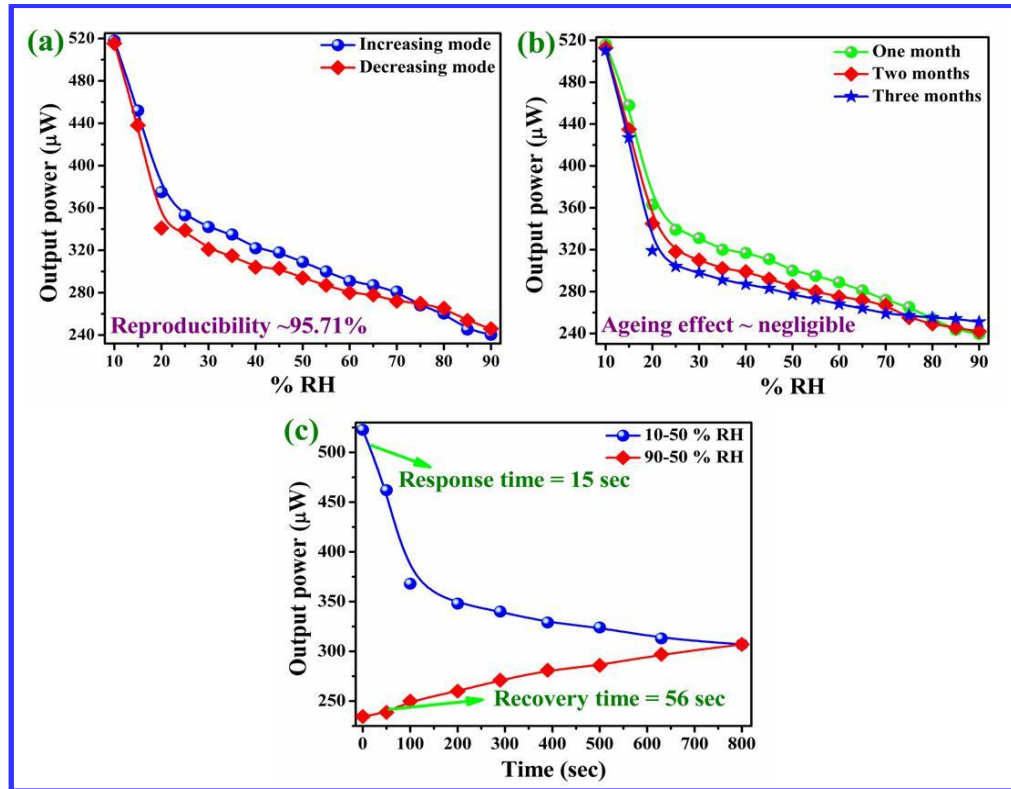 (a)
Increasing mode
Decreasing mode
520
480
440
400
360
320
280
240
Output power (μW)
Reproducibility ~95.71%
10 20 30 40 50 60 70 80 90
% RH
(b)
One month
Two months
Three months
520
480
440
400
360
320
280
240
Output power (μW)
Ageing effect ~ negligible
10 20 30 40 50 60 70 80 90
% RH
(c)
10-50 % RH
90-50 % RH
500
450
400
350
300
250
Output power (μW)
Response time = 15 sec
Recovery time = 56 sec
0 100 200 300 400 500 600 700 800
Time (sec)